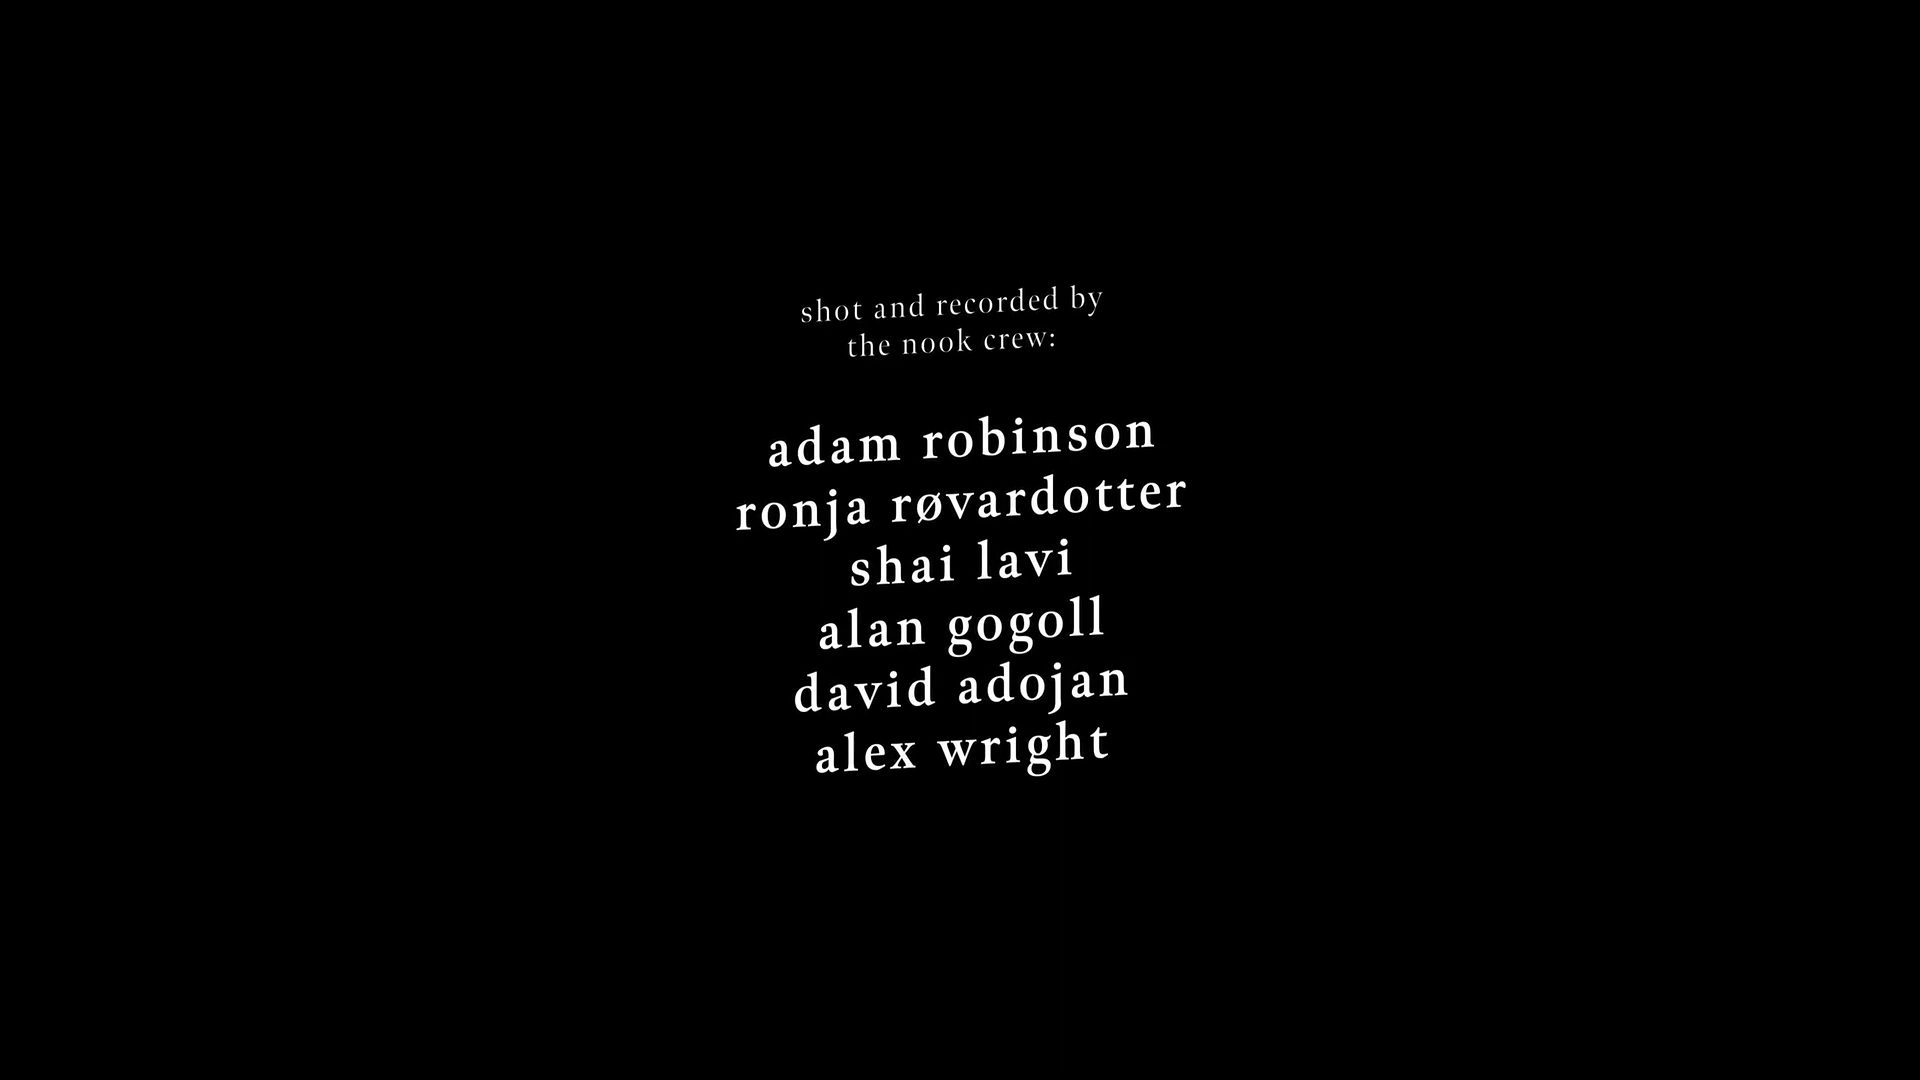 shot and recorded by
the nook crew:
adam robinson
ronja røvardotter
shai lavi
alan gogoll
david adojan
alex wright